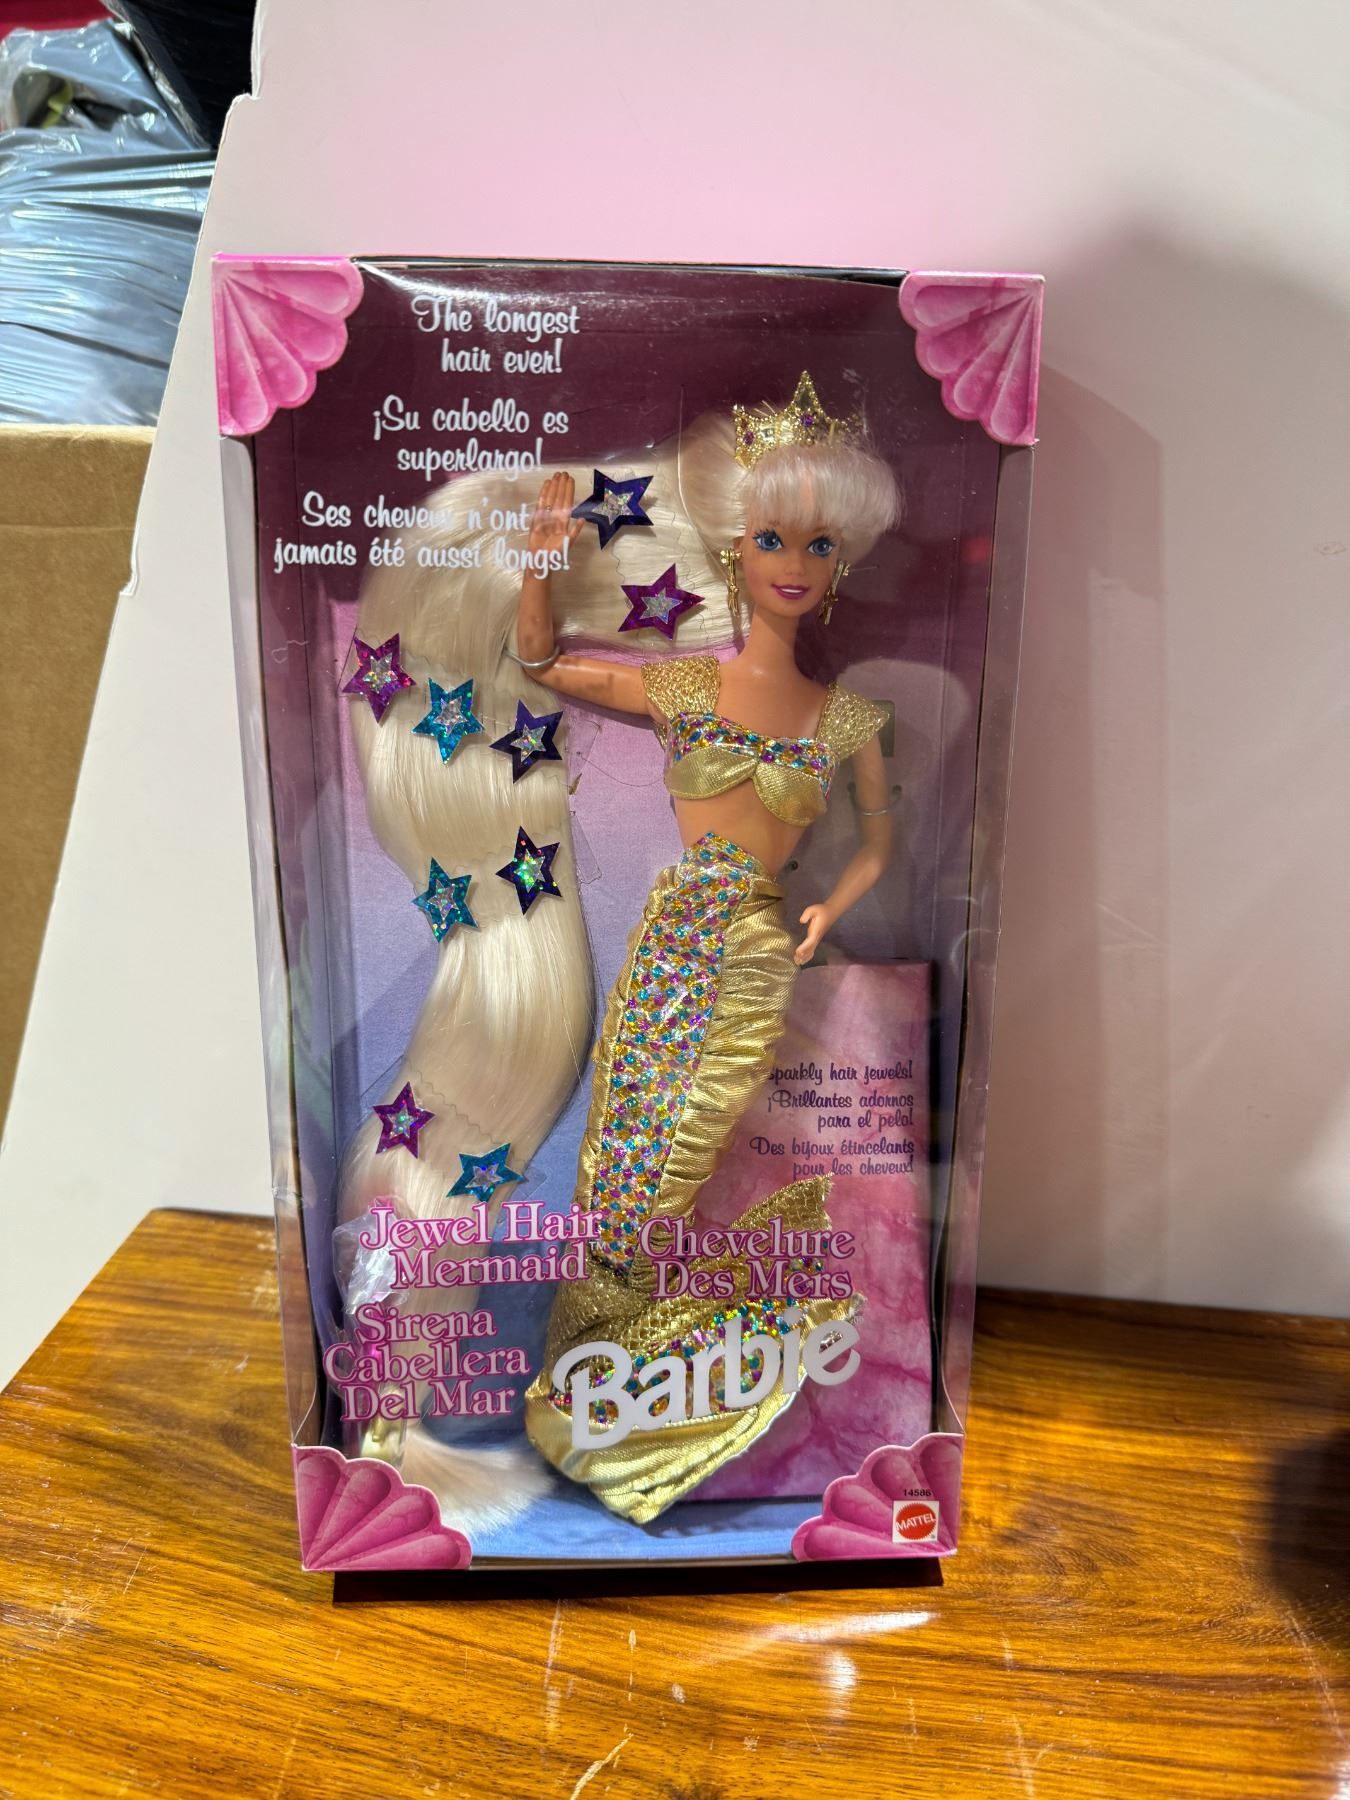 The longest
hair ever!
¡Su cabello es
superlargo!
Ses cheveux n'ont
jamais été aussi longs!
Sparkly hair jewels!
¡Brillantes adornos
para el pelo!
Des bijoux étincelants
pour les cheveux!
Jewel Hair
Mermaid™
Chevelure
Des Mers
Sirena
Cabellera
Del Mar
Barbie
14586
MATTEL